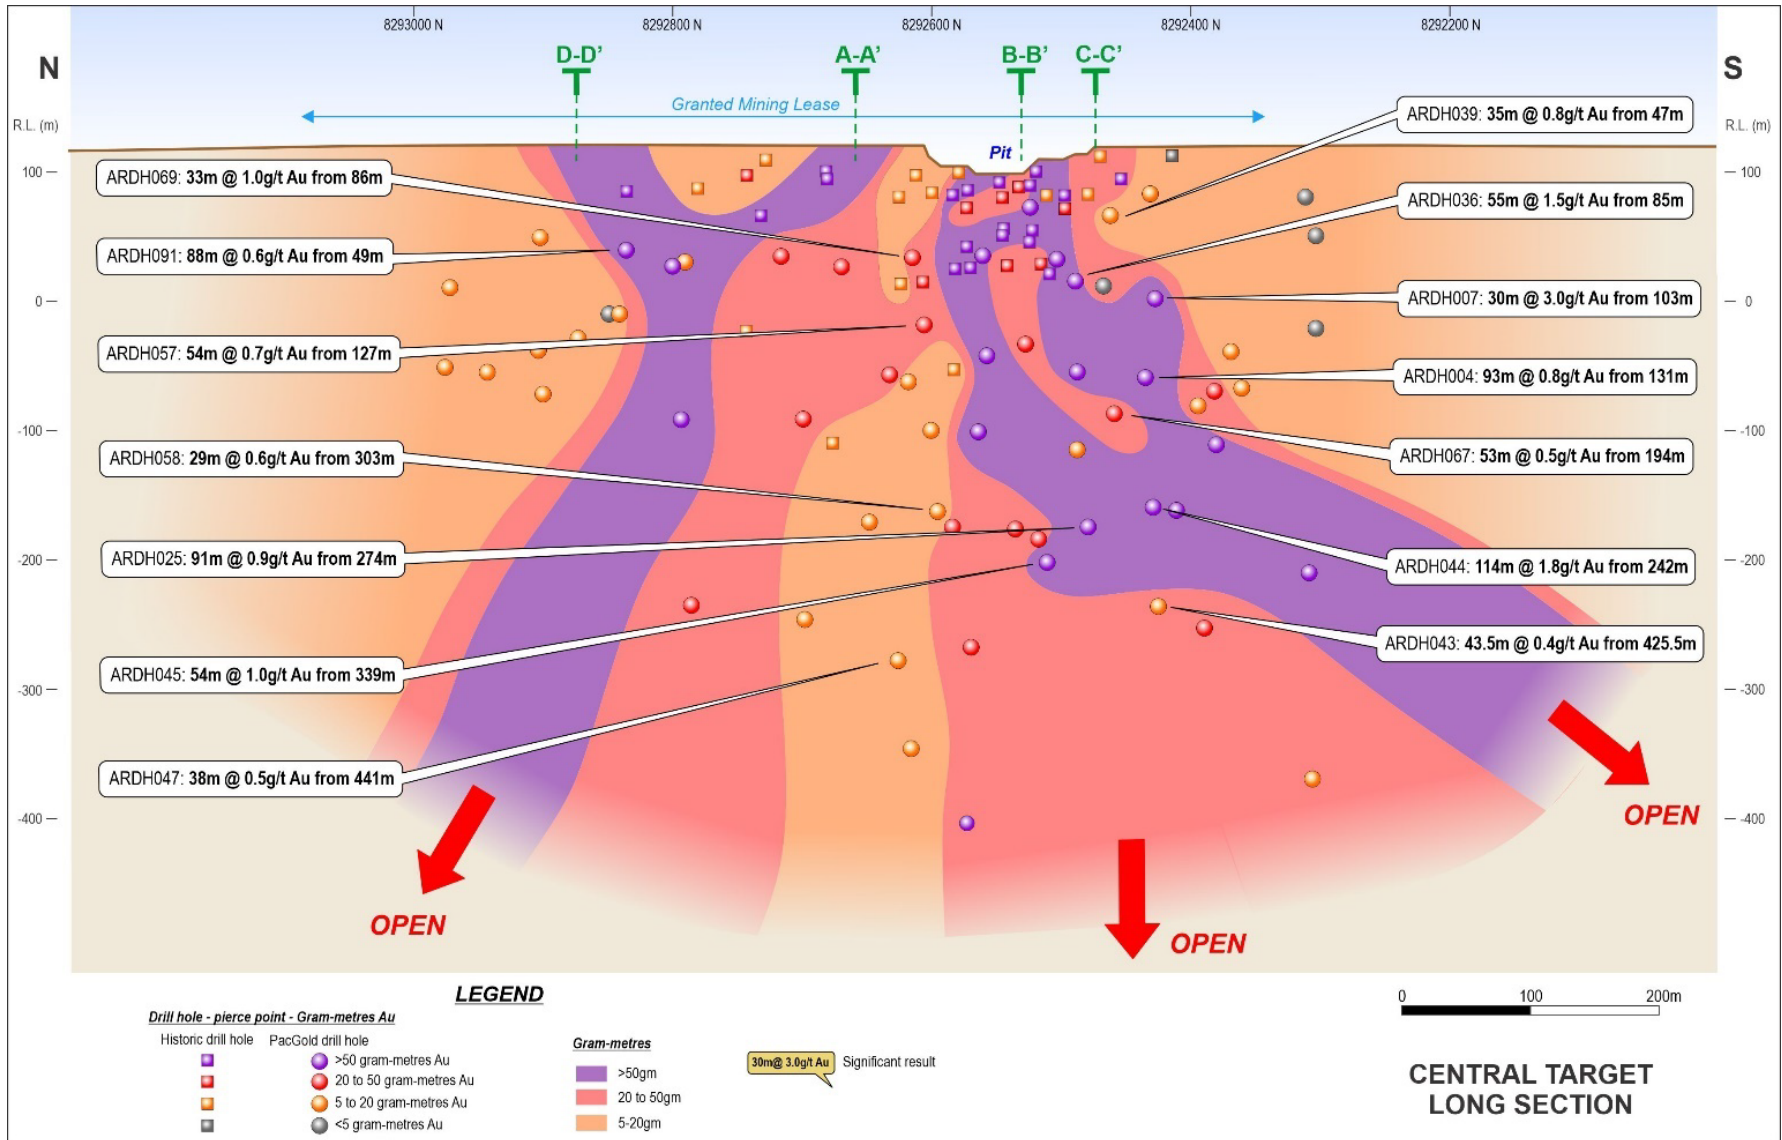 8293000 N
8292800 N
8292600 N
8292400 N
8292200 N
N
D-D'
A-A'
B-B'
C-C'
S
Granted Mining Lease
R.L. (m)
R.L. (m)
Pit
100
0
-100
-200
-300
-400
100
0
-100
-200
-300
-400
ARDH069: 33m @ 1.0g/t Au from 86m
ARDH091: 88m @ 0.6g/t Au from 49m
ARDH057: 54m @ 0.7g/t Au from 127m
ARDH058: 29m @ 0.6g/t Au from 303m
ARDH025: 91m @ 0.9g/t Au from 274m
ARDH045: 54m @ 1.0g/t Au from 339m
ARDH047: 38m @ 0.5g/t Au from 441m
ARDH039: 35m @ 0.8g/t Au from 47m
ARDH036: 55m @ 1.5g/t Au from 85m
ARDH007: 30m @ 3.0g/t Au from 103m
ARDH004: 93m @ 0.8g/t Au from 131m
ARDH067: 53m @ 0.5g/t Au from 194m
ARDH044: 114m @ 1.8g/t Au from 242m
ARDH043: 43.5m @ 0.4g/t Au from 425.5m
OPEN
OPEN
OPEN
LEGEND
Drill hole - pierce point - Gram-metres Au
Historic drill hole
PacGold drill hole
>50 gram-metres Au
20 to 50 gram-metres Au
5 to 20 gram-metres Au
<5 gram-metres Au
Gram-metres
>50gm
20 to 50gm
5-20gm
30m@ 3.0g/t Au
Significant result
0
100
200m
CENTRAL TARGET
LONG SECTION